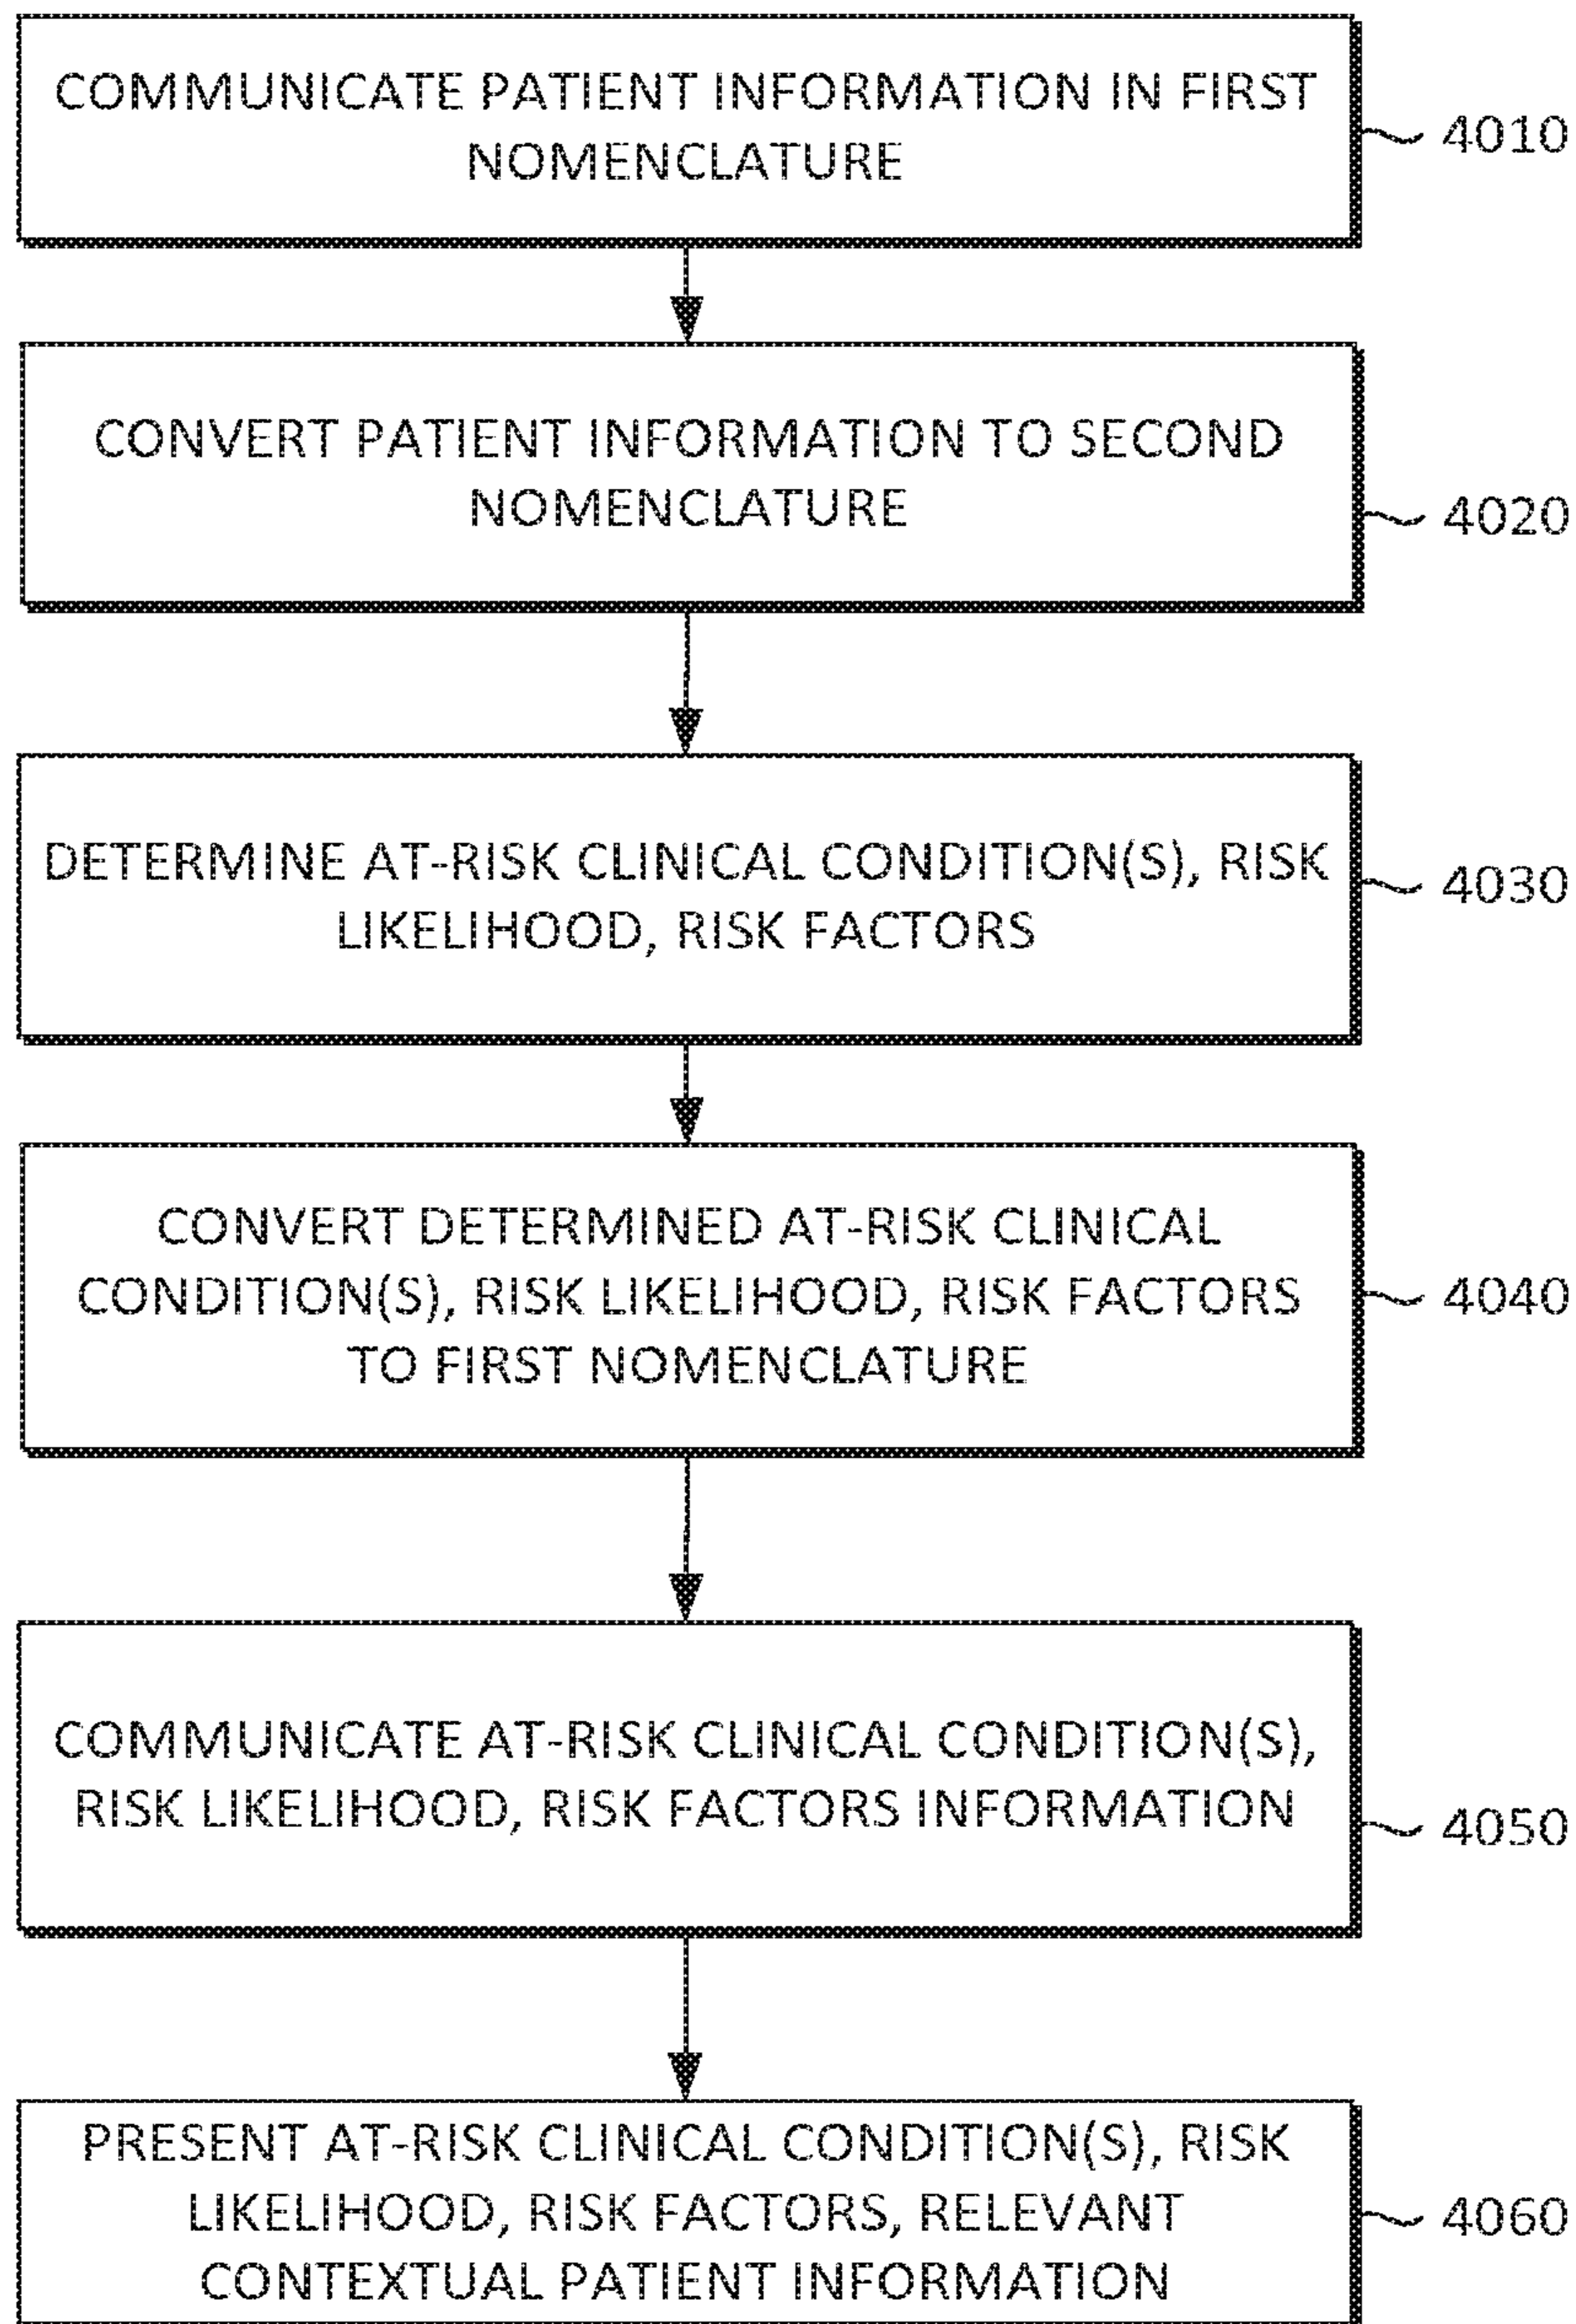 COMMUNICATE PATIENT INFORMATION IN FIRST
NOMENCLATURE
4010
CONVERT PATIENT INFORMATION TO SECOND
NOMENCLATURE
4020
DETERMINE AT-RISK CLINICAL CONDITION(S), RISK
LIKELIHOOD, RISK FACTORS
4030
CONVERT DETERMINED AT-RISK CLINICAL
CONDITION(S), RISK LIKELIHOOD, RISK FACTORS
TO FIRST NOMENCLATURE
4040
COMMUNICATE AT-RISK CLINICAL CONDITION(S),
RISK LIKELIHOOD, RISK FACTORS INFORMATION
4050
PRESENT AT-RISK CLINICAL CONDITION(S), RISK
LIKELIHOOD, RISK FACTORS, RELEVANT
CONTEXTUAL PATIENT INFORMATION
4060